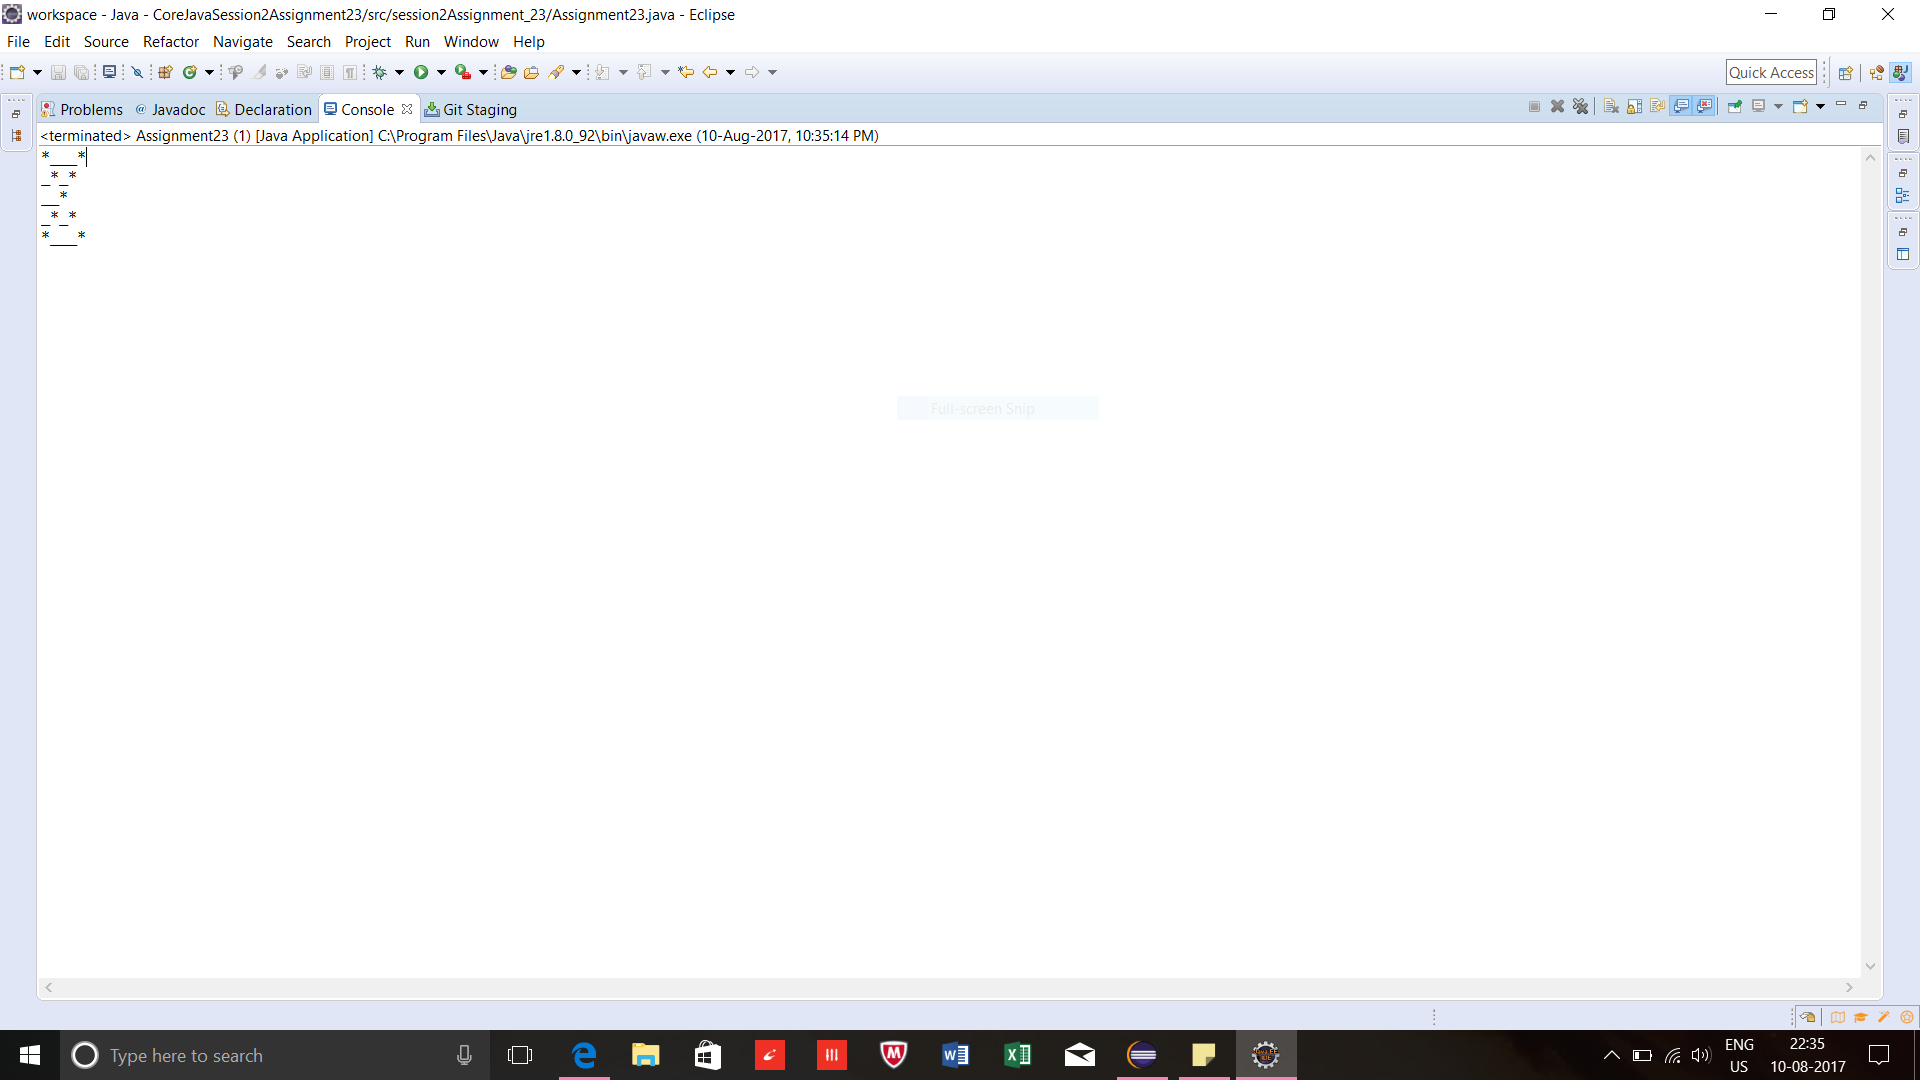 workspace - Java - CoreJavaSession2Assignment23/src/session2Assignment_23/Assignment23.java - Eclipse
File Edit Source Refactor Navigate Search Project Run Window Help
Quick Access
Problems @ Javadoc Declaration Console Git Staging
<terminated> Assignment23 (1) [Java Application] C:\Program Files\Java\jre1.8.0_92\bin\javaw.exe (10-Aug-2017, 10:35:14 PM)
*___*
_*_*
__*
_*_*
*___*
Full-screen Snip
Type here to search
ENG
US
22:35
10-08-2017